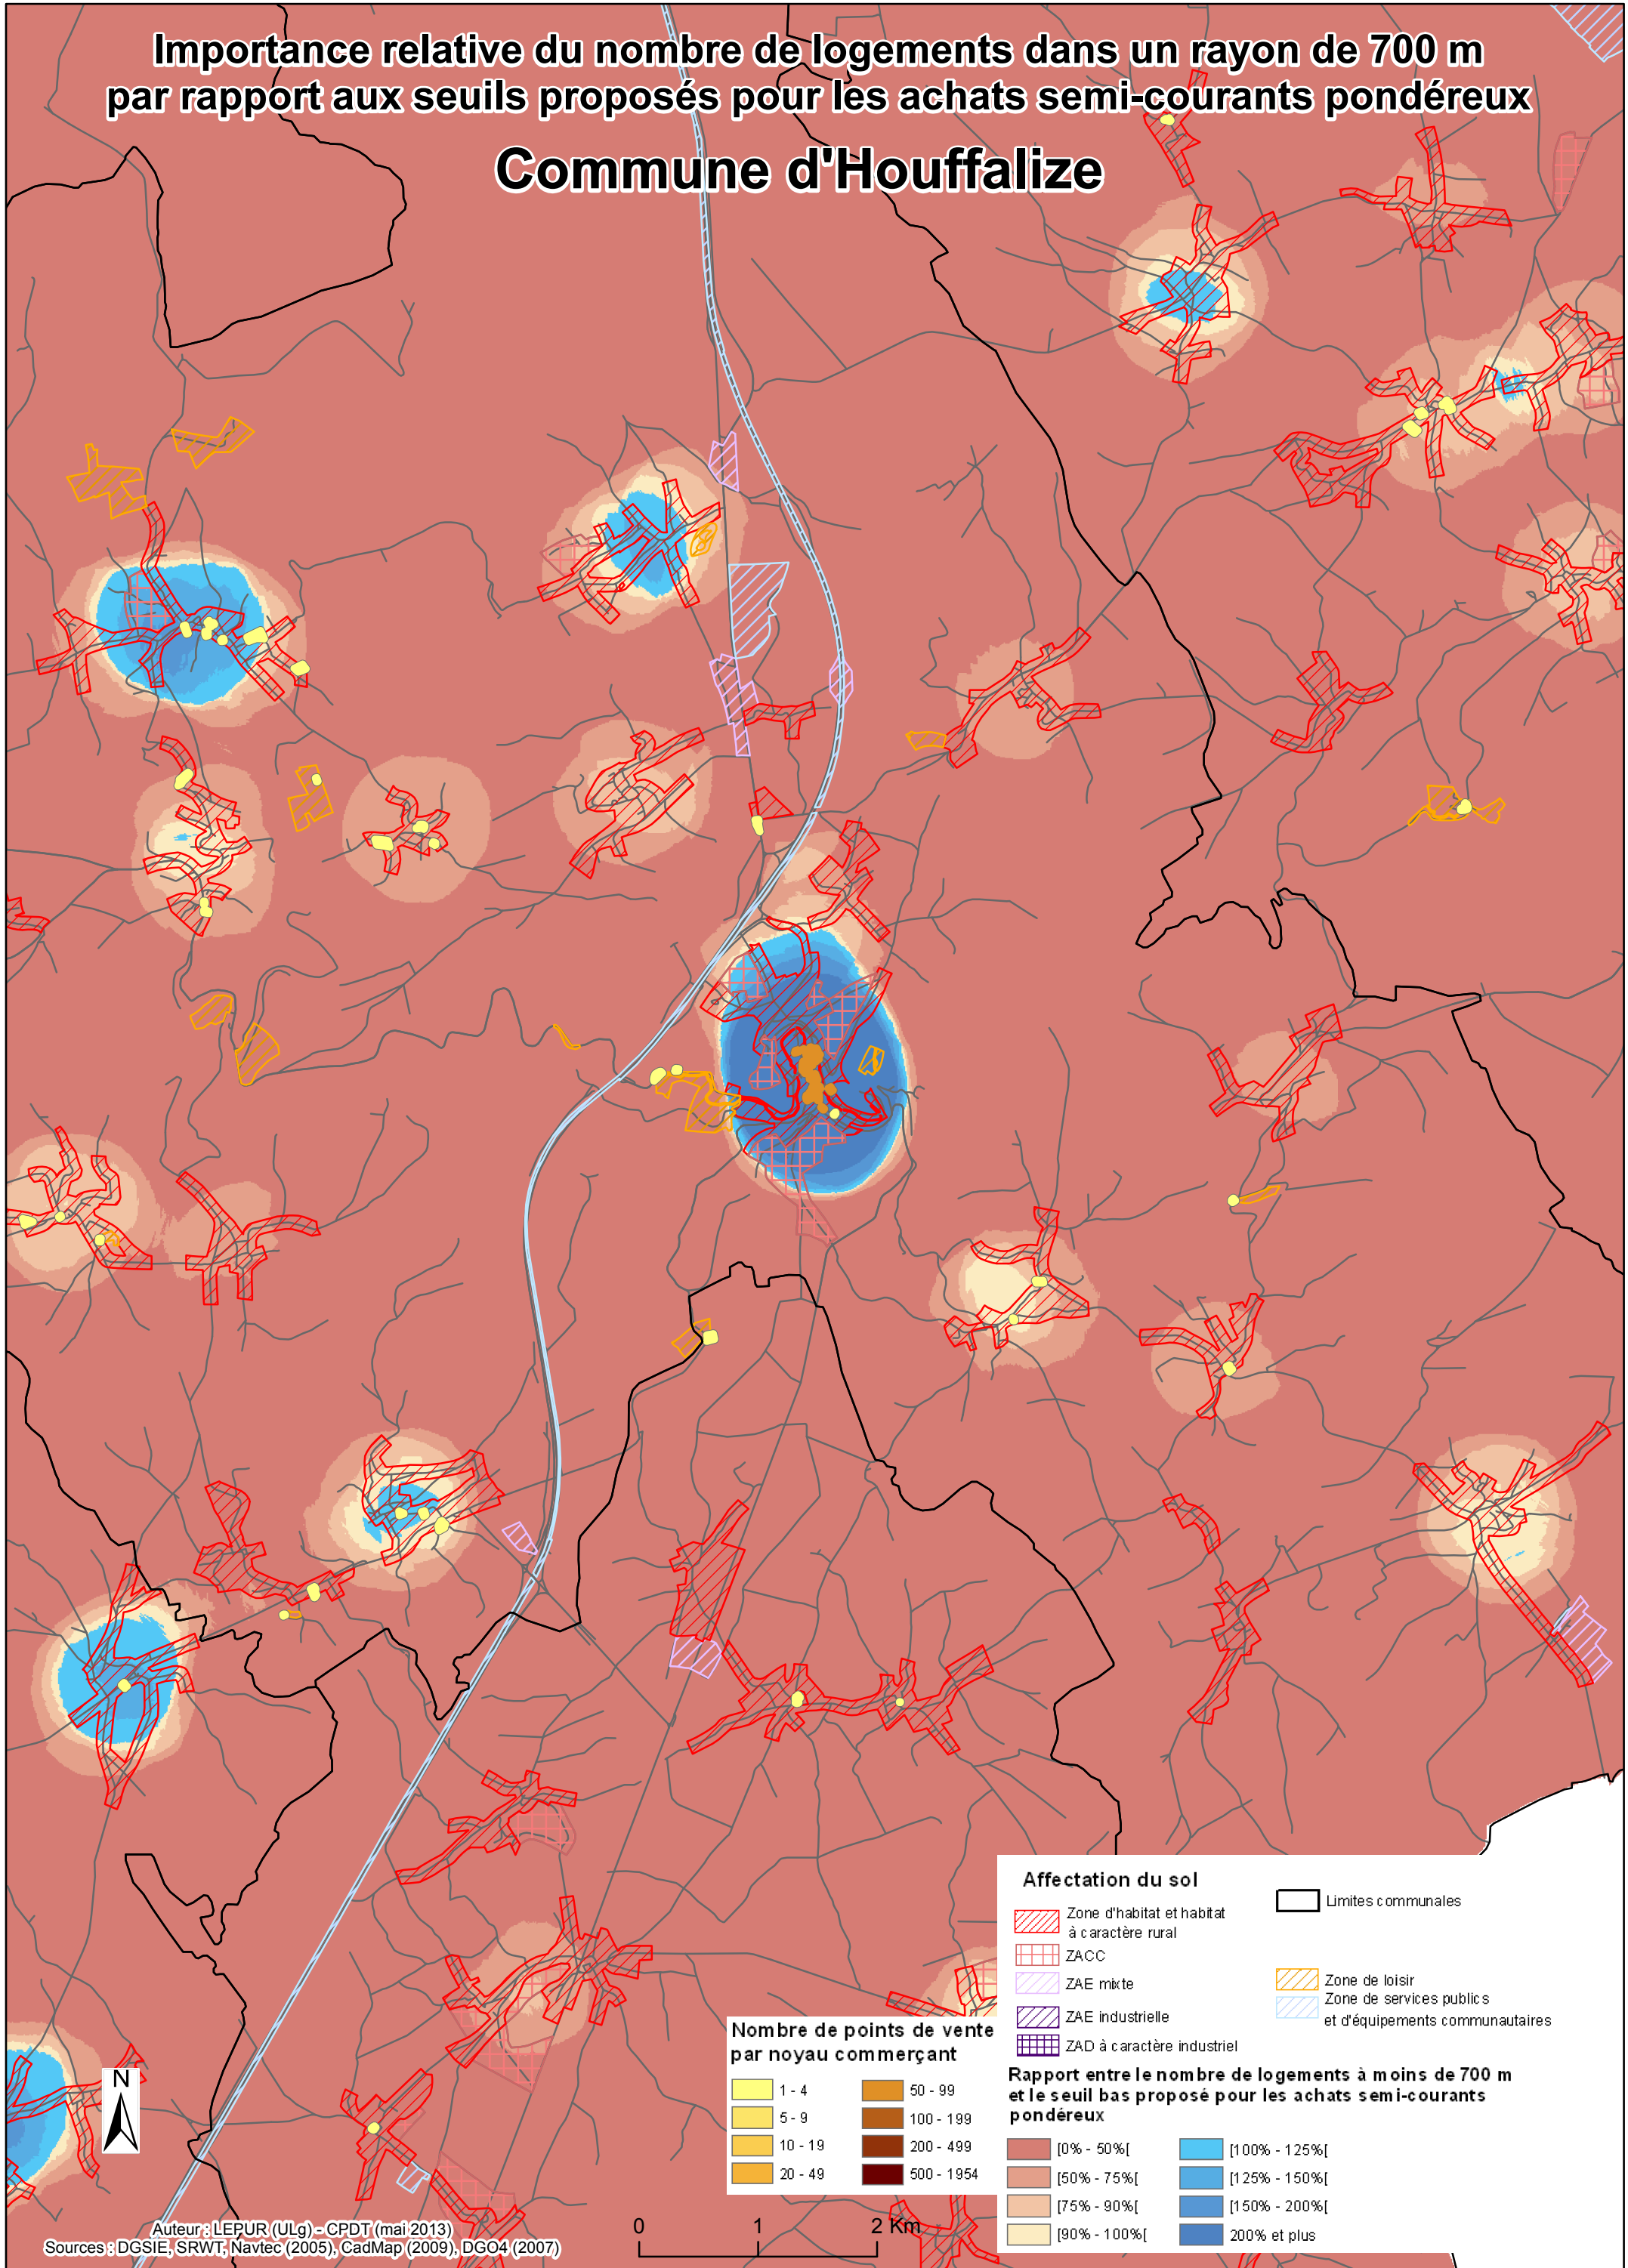 Importance relative du nombre de logements dans un rayon de 700 m
par rapport aux seuils proposés pour les achats semi-courants pondéreux
Commune d'Houffalize
Affectation du sol
Zone d'habitat et habitat
à caractère rural
ZACC
ZAE mixte
ZAE industrielle
ZAD à caractère industriel
Limites communales
Zone de loisir
Zone de services publics
et d'équipements communautaires
Nombre de points de vente
par noyau commerçant
1 - 4
5 - 9
10 - 19
20 - 49
50 - 99
100 - 199
200 - 499
500 - 1954
Rapport entre le nombre de logements à moins de 700 m
et le seuil bas proposé pour les achats semi-courants
pondéreux
[0% - 50%[
[50% - 75%[
[75% - 90%[
[90% - 100%[
[100% - 125%[
[125% - 150%[
[150% - 200%[
200% et plus
N
Auteur : LEPUR (ULg) - CPDT (mai 2013)
Sources : DGSIE, SRWT, Navtec (2005), CadMap (2009), DGO4 (2007)
0 1 2 Km